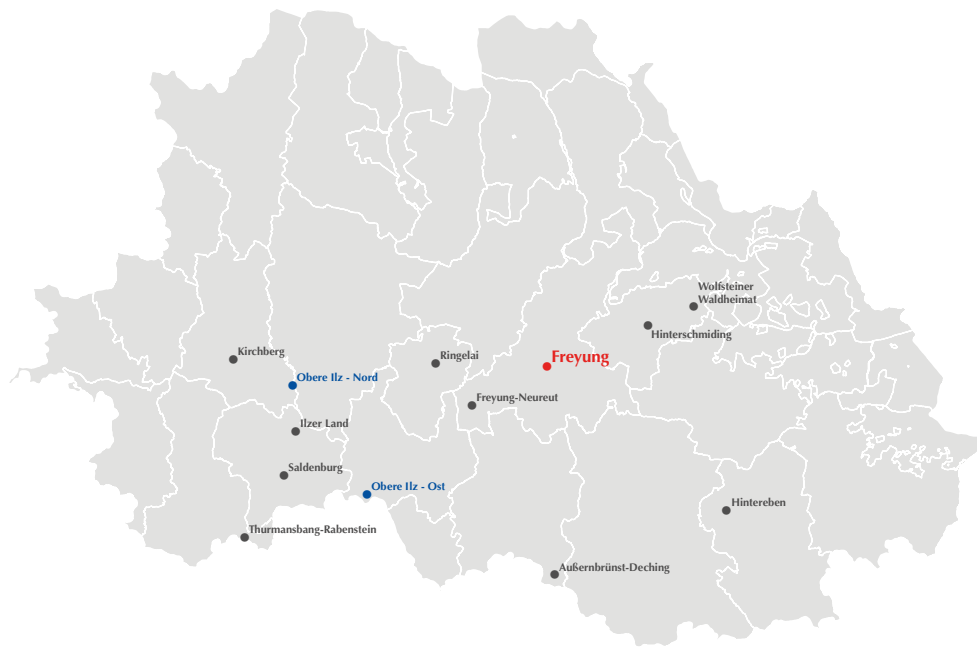 Wolfsteiner
Waldheimat
Hinterschmiding
Kirchberg
Ringelai
Freyung
Obere Ilz - Nord
Freyung-Neureut
Ilzer Land
Saldenburg
Obere Ilz - Ost
Hintereben
Thurmansbang-Rabenstein
Außernbrünst-Deching